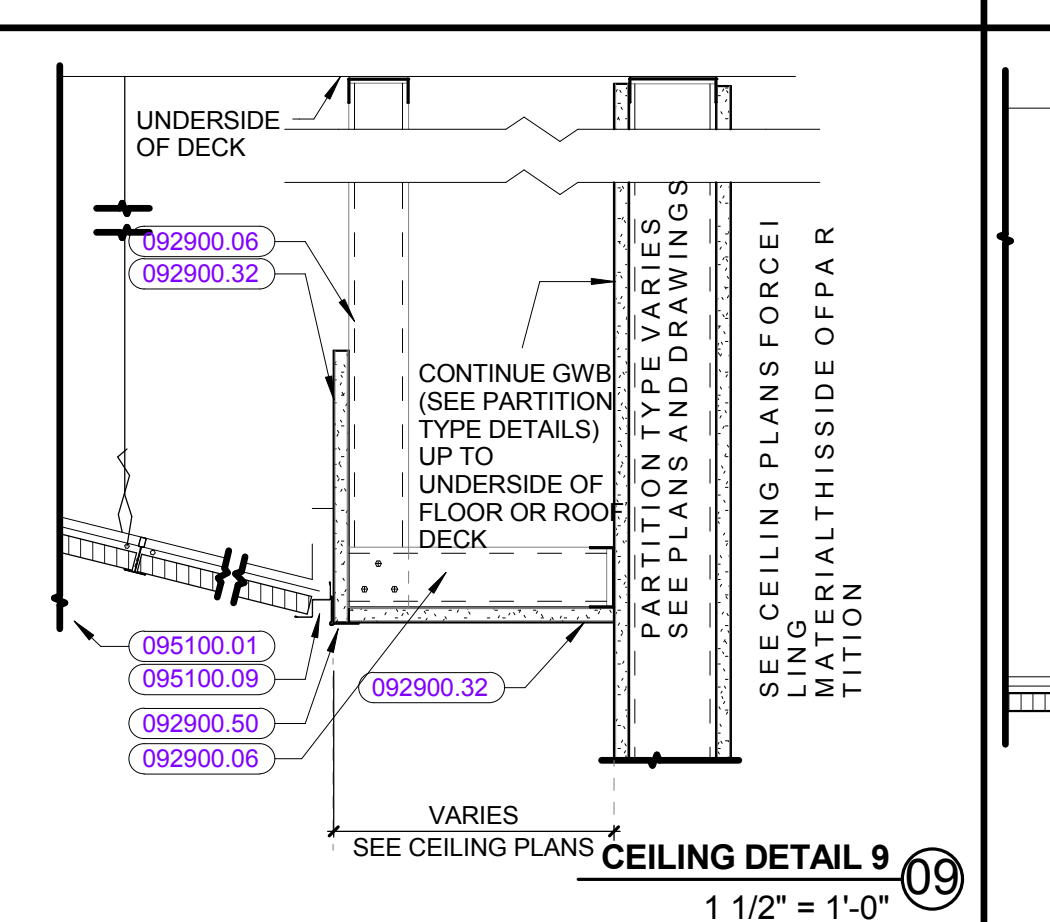 UNDERSIDE
OF DECK
092900.06
092900.32
CONTINUE GWB
(SEE PARTITION
TYPE DETAILS)
UP TO
UNDERSIDE OF
FLOOR OR ROOF
DECK
PARTITION TYPE VARIES
SEE PLANS AND DRAWINGS
SEE CEILING PLANS FORCEI
LING
MATERIALTHISSIDE OFPAR
TITION
095100.01
095100.09
092900.50
092900.06
092900.32
VARIES
SEE CEILING PLANS
CEILING DETAIL 9
09
1 1/2" = 1'-0"